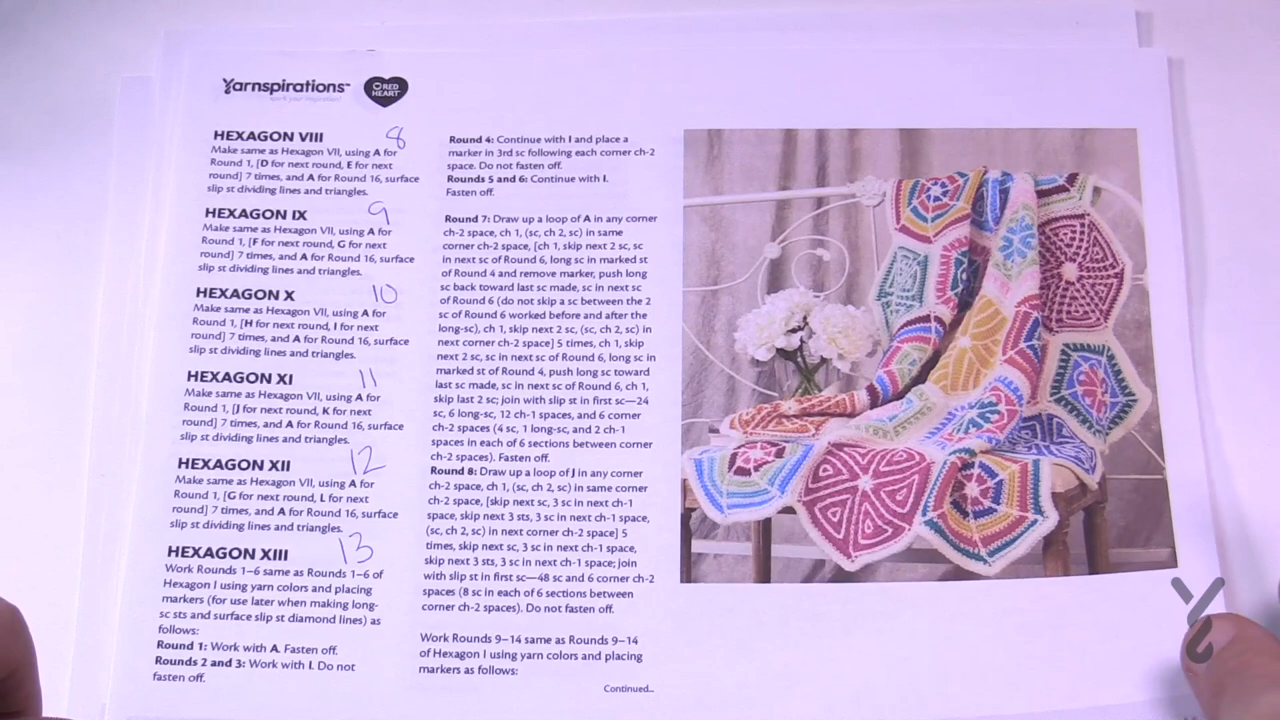 Yarnspirations™
spark your inspiration!
RED
HEART
HEXAGON VIII 8
Make same as Hexagon VII, using A for
Round 1, [D for next round, E for next
round] 7 times, and A for Round 16, surface
slip st dividing lines and triangles.
HEXAGON IX 9
Make same as Hexagon VII, using A for
Round 1, [F for next round, G for next
round] 7 times, and A for Round 16, surface
slip st dividing lines and triangles.
HEXAGON X 10
Make same as Hexagon VII, using A for
Round 1, [H for next round, I for next
round] 7 times, and A for Round 16, surface
slip st dividing lines and triangles.
HEXAGON XI 11
Make same as Hexagon VII, using A for
Round 1, [J for next round, K for next
round] 7 times, and A for Round 16, surface
slip st dividing lines and triangles.
HEXAGON XII 12
Make same as Hexagon VII, using A for
Round 1, [G for next round, L for next
round] 7 times, and A for Round 16, surface
slip st dividing lines and triangles.
HEXAGON XIII 13
Work Rounds 1–6 same as Rounds 1–6 of
Hexagon I using yarn colors and placing
markers (for use later when making long-
sc sts and surface slip st diamond lines) as
follows:
Round 1: Work with A. Fasten off.
Rounds 2 and 3: Work with I. Do not
fasten off.
Round 4: Continue with I and place a
marker in 3rd sc following each corner ch-2
space. Do not fasten off.
Rounds 5 and 6: Continue with I.
Fasten off.
Round 7: Draw up a loop of A in any corner
ch-2 space, ch 1, (sc, ch 2, sc) in same
corner ch-2 space, [ch 1, skip next 2 sc, sc
in next sc of Round 6, long sc in marked st
of Round 4 and remove marker, push long
sc back toward last sc made, sc in next sc
of Round 6 (do not skip a sc between the 2
sc of Round 6 worked before and after the
long-sc), ch 1, skip next 2 sc, (sc, ch 2, sc) in
next corner ch-2 space] 5 times, ch 1, skip
next 2 sc, sc in next sc of Round 6, long sc in
marked st of Round 4, push long sc toward
last sc made, sc in next sc of Round 6, ch 1,
skip last 2 sc; join with slip st in first sc—24
sc, 6 long-sc, 12 ch-1 spaces, and 6 corner
ch-2 spaces (4 sc, 1 long-sc, and 2 ch-1
spaces in each of 6 sections between corner
ch-2 spaces). Fasten off.
Round 8: Draw up a loop of J in any corner
ch-2 space, ch 1, (sc, ch 2, sc) in same corner
ch-2 space, [skip next sc, 3 sc in next ch-1
space, skip next 3 sts, 3 sc in next ch-1 space,
(sc, ch 2, sc) in next corner ch-2 space] 5
times, skip next sc, 3 sc in next ch-1 space,
skip next 3 sts, 3 sc in next ch-1 space; join
with slip st in first sc—48 sc and 6 corner ch-2
spaces (8 sc in each of 6 sections between
corner ch-2 spaces). Do not fasten off.
Work Rounds 9–14 same as Rounds 9–14
of Hexagon I using yarn colors and placing
markers as follows:
Continued...